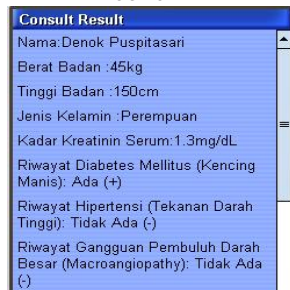 Consult Result
Nama:Denok Puspitasari
Berat Badan :45kg
Tinggi Badan :150cm
Jenis Kelamin :Perempuan
Kadar Kreatinin Serum:1.3mg/dL
Riwayat Diabetes Mellitus (Kencing
Manis): Ada (+)
Riwayat Hipertensi (Tekanan Darah
Tinggi): Tidak Ada (-)
Riwayat Gangguan Pembuluh Darah
Besar (Macroangiopathy): Tidak Ada
(-)